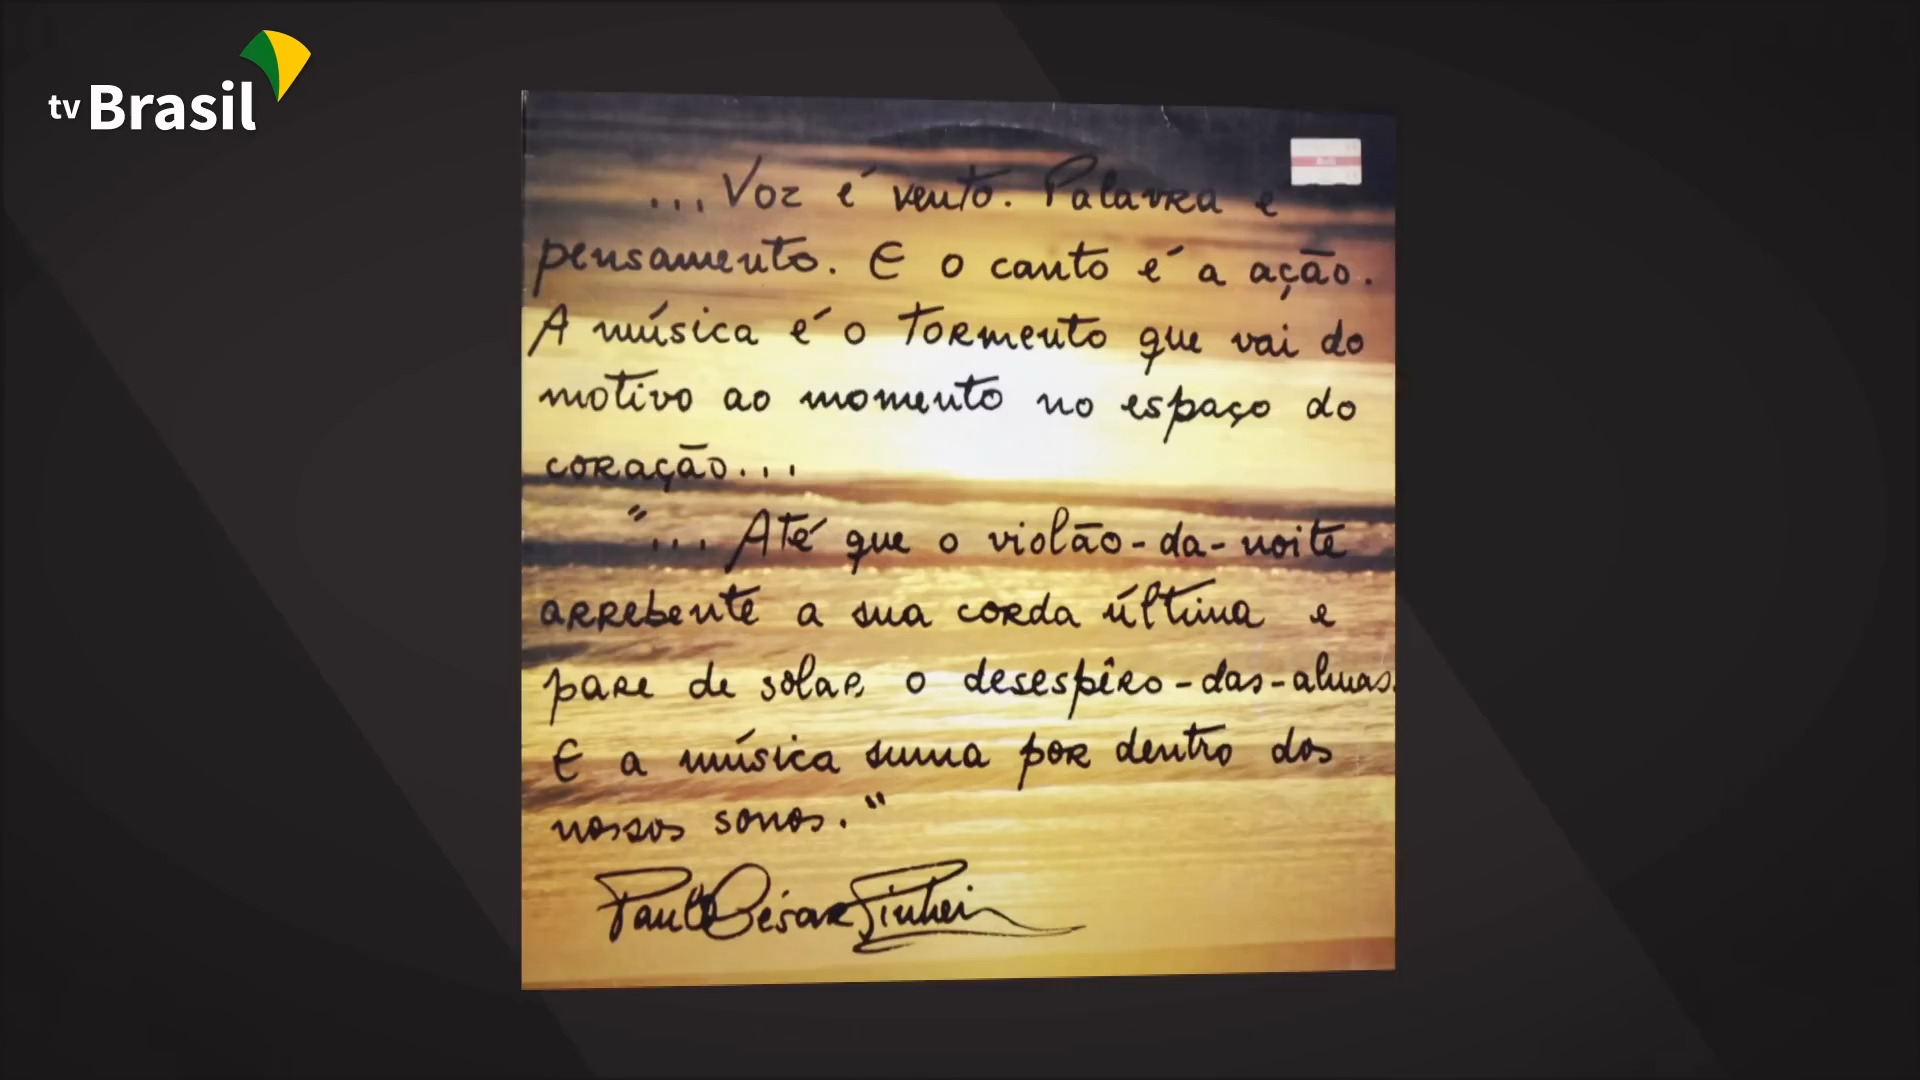 tv Brasil
...Voz é vento. Palavra e
pensamento. E o canto é a ação.
A música é o tormento que vai do
motivo ao momento no espaço do
coração...
"... Até que o violão-da-noite
arrebente a sua corda última e
pare de solar o desespêro-das-almas.
E a música suma por dentro dos
nossos sonos."
Paulo César Pinheiro